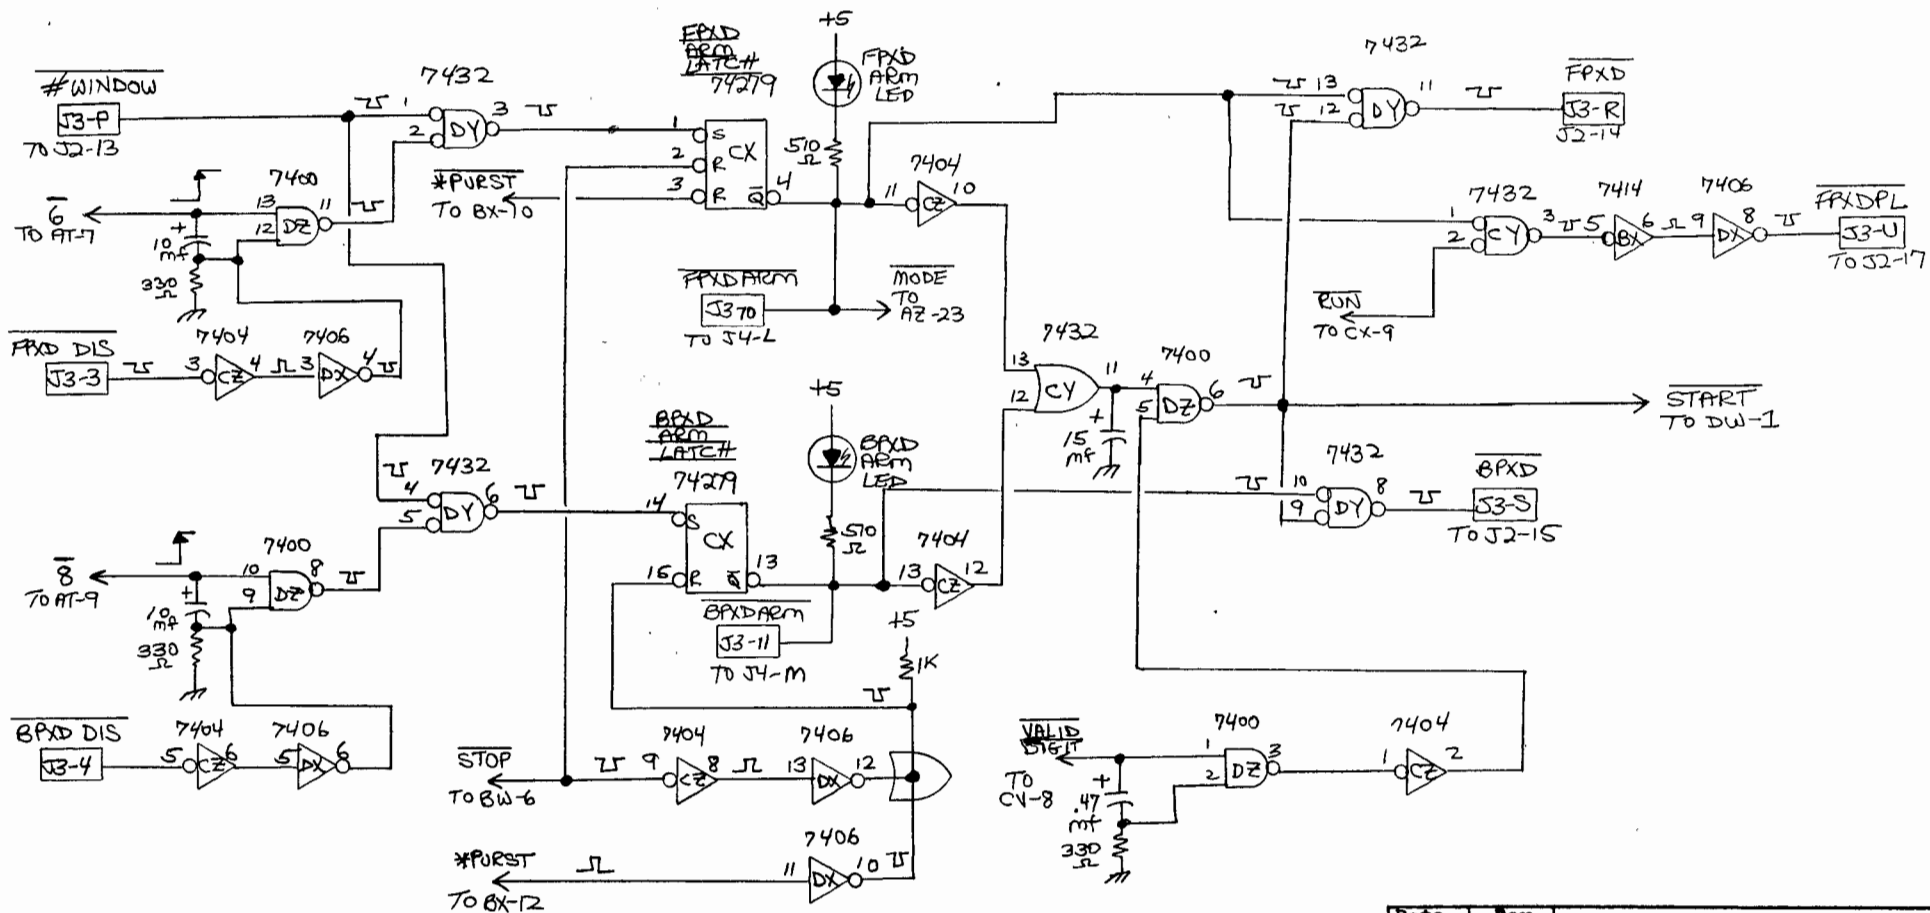 #WINDOW
J3-P
TO J2-13
7432
1
2
DY
3
FPXD
ARM
LATCH
74279
1
2
3
S
R
R
CX
Q
4
+5
FPXD
ARM
LED
510
Ω
7404
11
CZ
10
7432
13
12
DY
11
FPXD
J3-R
J2-14
6
TO AT-7
7400
13
12
DZ
11
+
10
mf
330
Ω
*PURST
TO BX-10
7432
1
2
CY
3
7414
5
BX
6
7406
9
DX
8
FPXDPL
J3-U
TO J2-17
FPXDARM
J370
TO J4-L
MODE
TO
AZ-23
RUN
TO CX-9
FPXD DIS
J3-3
7404
3
CZ
4
7406
3
DX
4
7432
13
12
CY
11
+
15
mf
7400
4
5
DZ
6
START
TO DW-1
7432
4
5
DY
6
BPXD
ARM
LATCH
74279
14
S
CX
15
R
Q
13
+5
BPXD
ARM
LED
510
Ω
7404
13
CZ
12
7432
10
9
DY
8
BPXD
J3-S
TO J2-15
8
TO AT-9
7400
10
9
DZ
8
+
10
mf
330
Ω
BPXDARM
J3-11
TO J4-M
+5
1K
BPXD DIS
J3-4
7404
5
CZ
6
7406
5
DX
6
STOP
TO BW-6
7404
9
CZ
8
7406
13
DX
12
VALID
DIGIT
TO
CV-8
+
.47
mf
330
Ω
7400
1
2
DZ
3
7404
1
CZ
2
*PURST
TO BX-12
7406
11
DX
10